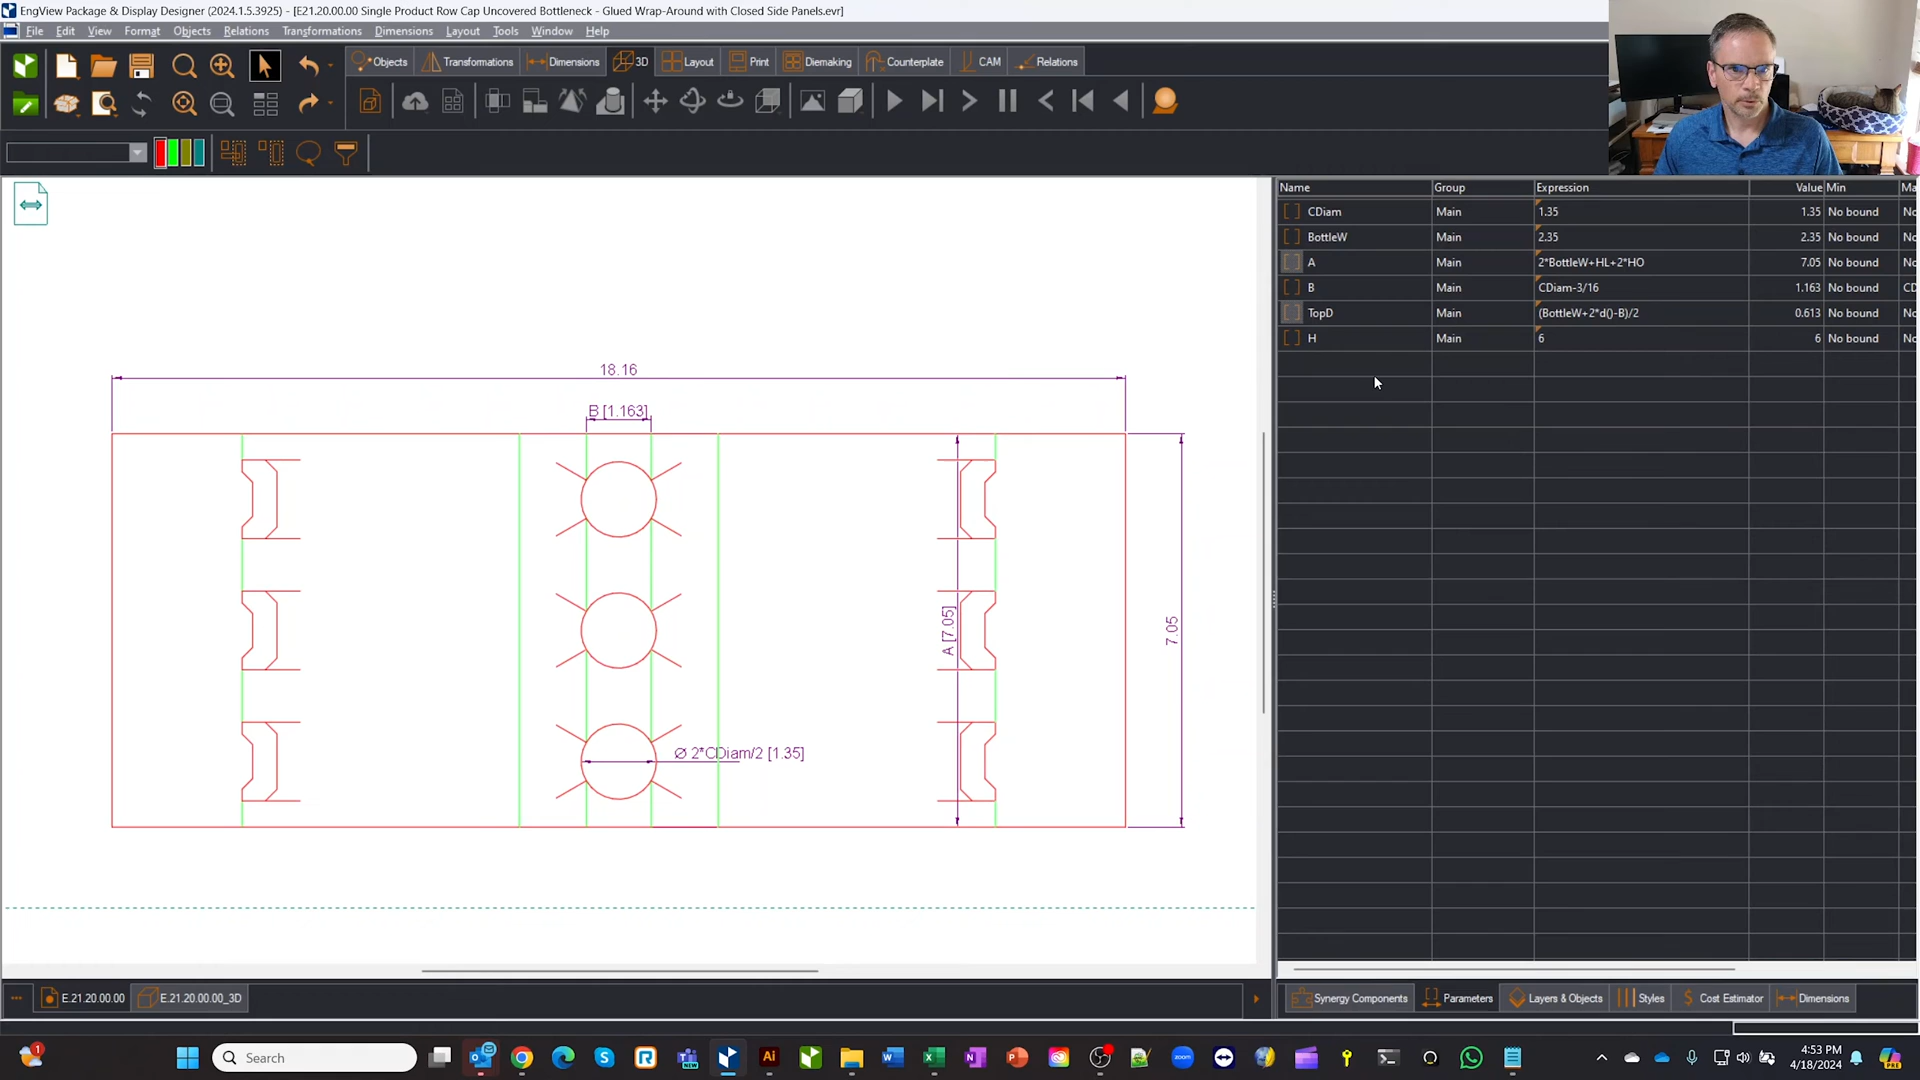 EngView Package & Display Designer (2024.1.5.3925) - [E21.20.00.00 Single Product Row Cap Uncovered Bottleneck - Glued Wrap-Around with Closed Side Panels.evr]
File Edit View Format Objects Relations Transformations Dimensions Layout Tools Window Help
Objects Transformations Dimensions 3D Layout Print Diemaking Counterplate CAM Relations
Name Group Expression Value Min Ma
CDiam Main 1.35 1.35 No bound No
BottleW Main 2.35 2.35 No bound No
A Main 2*BottleW+HL+2*HO 7.05 No bound No
B Main CDiam-3/16 1.163 No bound CD
TopD Main (BottleW+2*d()-B)/2 0.613 No bound No
H Main 6 6 No bound No
18.16
B [1.163]
A [7.05]
7.05
Ø 2*CDiam/2 [1.35]
... E.21.20.00.00 E.21.20.00.00_3D
Synergy Components Parameters Layers & Objects Styles Cost Estimator Dimensions
Search
4:53 PM
4/18/2024